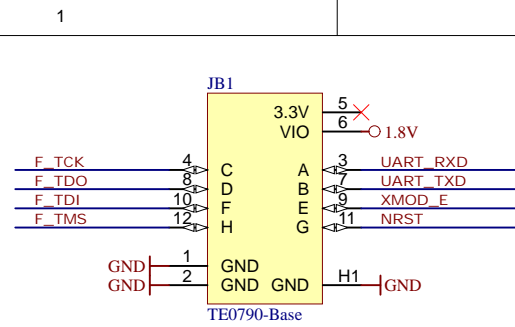 1
JB1
3.3V 5
VIO 6 1.8V
F_TCK 4 C A 3 UART_RXD
F_TDO 8 D B 7 UART_TXD
F_TDI 10 F E 9 XMOD_E
F_TMS 12 H G 11 NRST
GND 1 GND
GND 2 GND GND H1 GND
TE0790-Base